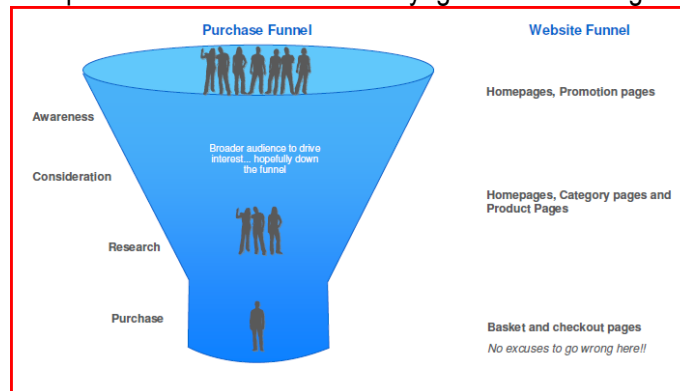 Purchase Funnel
Website Funnel
Homepages, Promotion pages
Awareness
Broader audience to drive
interest... hopefully down
the funnel
Consideration
Homepages, Category pages and
Product Pages
Research
Purchase
Basket and checkout pages
No excuses to go wrong here!!